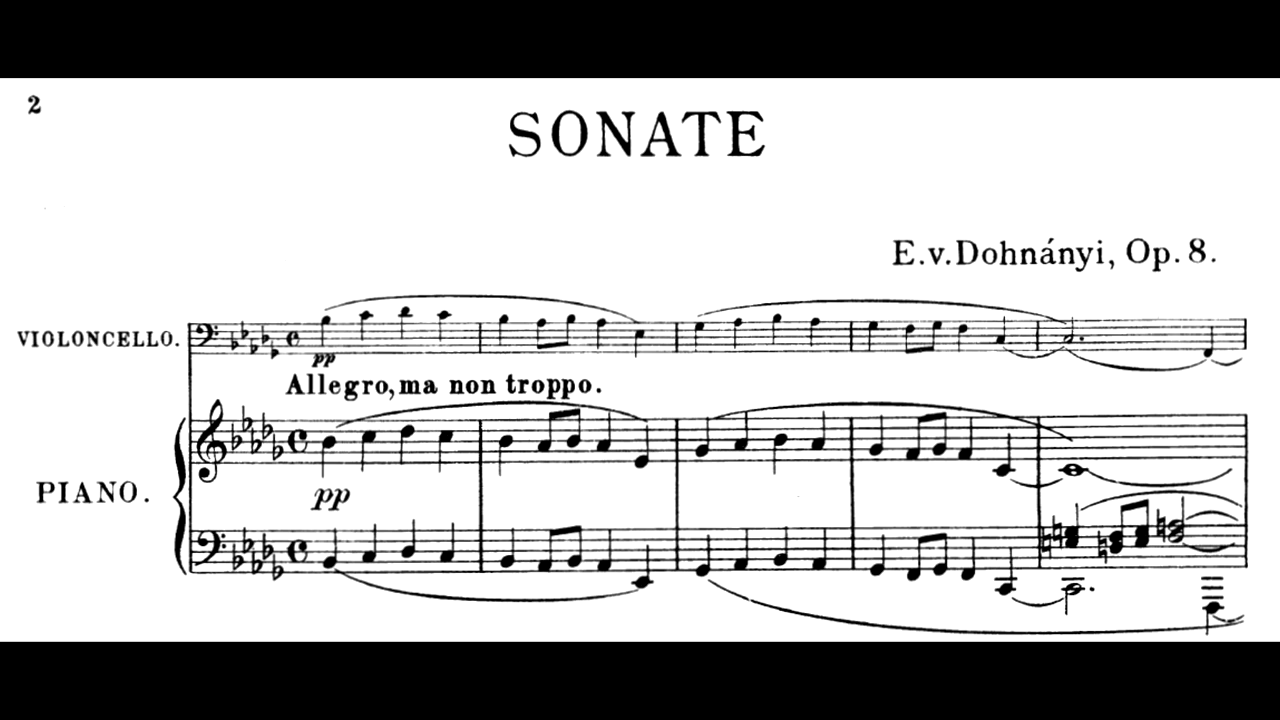 2
SONATE
E.v.Dohnányi, Op. 8.
VIOLONCELLO.
pp
Allegro, ma non troppo.
PIANO.
pp